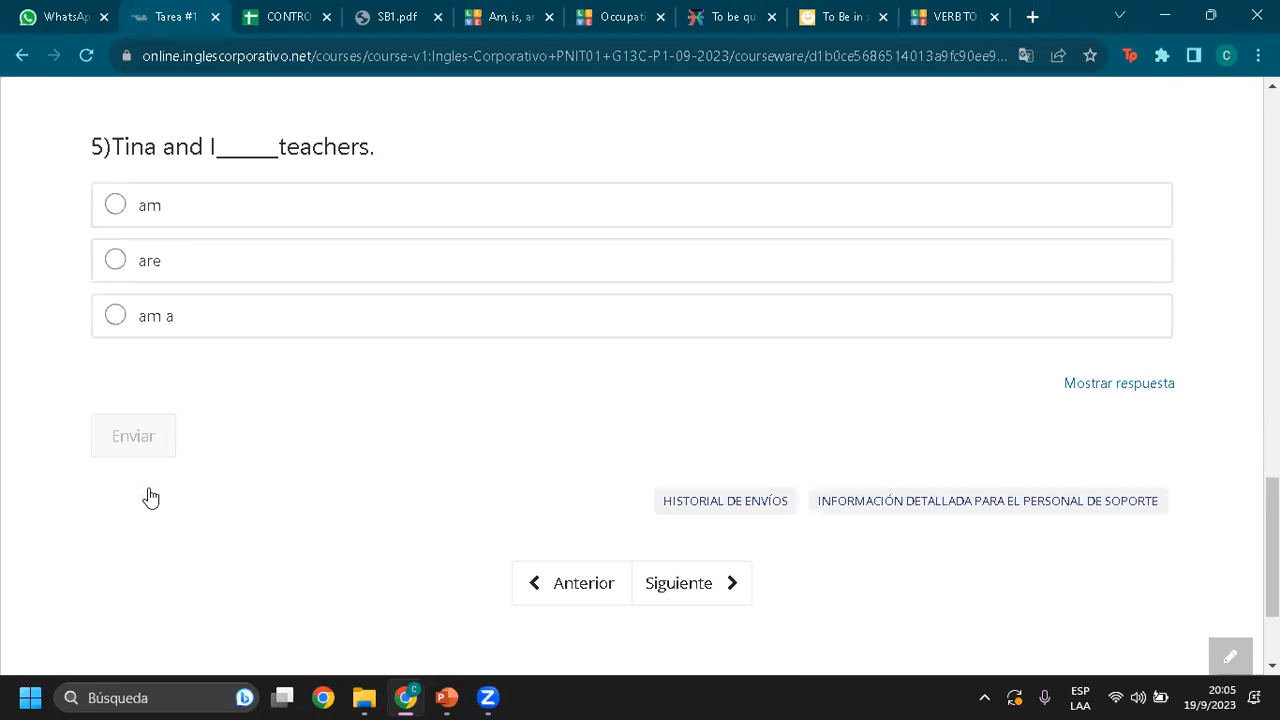 WhatsAp
Tarea #1
CONTRO
SB1.pdf
Am, is, ar
Occupati
To be qu
To Be in s
VERB TO
online.inglescorporativo.net/courses/course-v1:Ingles-Corporativo+PNIT01+G13C-P1-09-2023/courseware/d1b0ce5686514013a9fc90ee9...
5)Tina and I_____teachers.
am
are
am a
Mostrar respuesta
Enviar
HISTORIAL DE ENVÍOS
INFORMACIÓN DETALLADA PARA EL PERSONAL DE SOPORTE
Anterior
Siguiente
Búsqueda
ESP
LAA
20:05
19/9/2023